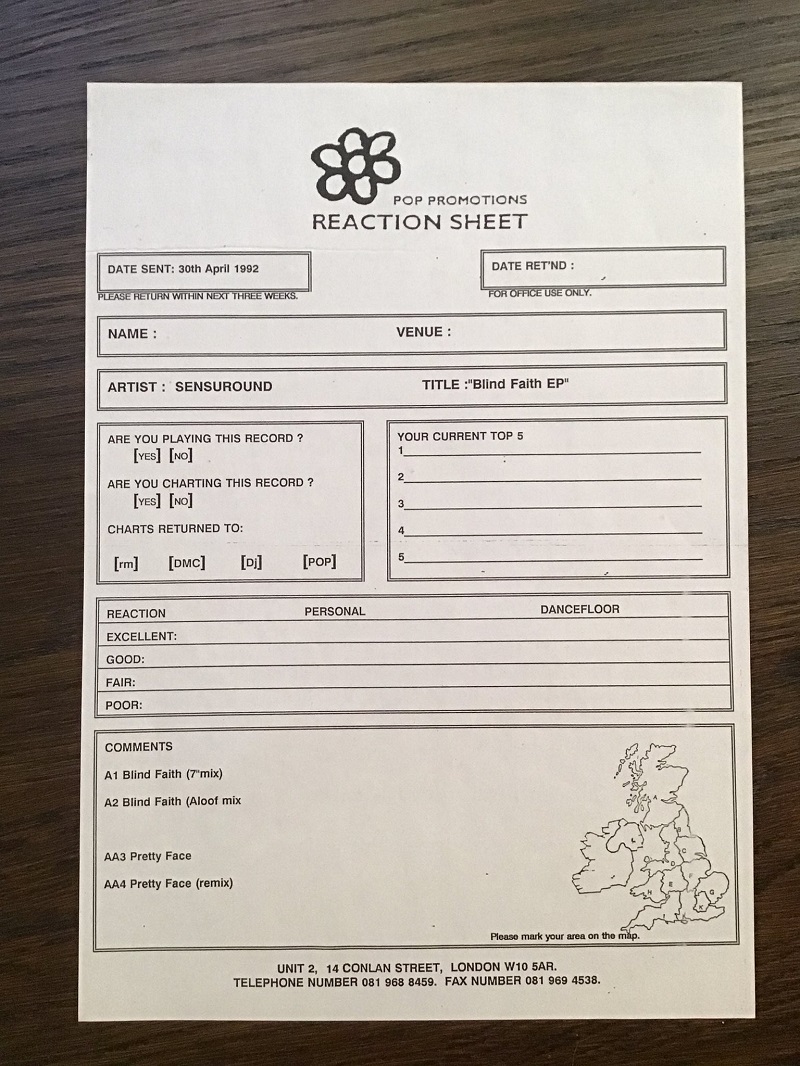 POP PROMOTIONS
REACTION SHEET
DATE SENT: 30th April 1992
DATE RET'ND :
PLEASE RETURN WITHIN NEXT THREE WEEKS.
FOR OFFICE USE ONLY.
NAME :
VENUE :
ARTIST : SENSUROUND
TITLE :"Blind Faith EP"
ARE YOU PLAYING THIS RECORD ?
[YES] [NO]
ARE YOU CHARTING THIS RECORD ?
[YES] [NO]
CHARTS RETURNED TO:
[rm] [DMC] [Dj] [POP]
YOUR CURRENT TOP 5
1
2
3
4
5
REACTION PERSONAL DANCEFLOOR
EXCELLENT:
GOOD:
FAIR:
POOR:
COMMENTS
A1 Blind Faith (7"mix)
A2 Blind Faith (Aloof mix
AA3 Pretty Face
AA4 Pretty Face (remix)
Please mark your area on the map.
UNIT 2, 14 CONLAN STREET, LONDON W10 5AR.
TELEPHONE NUMBER 081 968 8459. FAX NUMBER 081 969 4538.